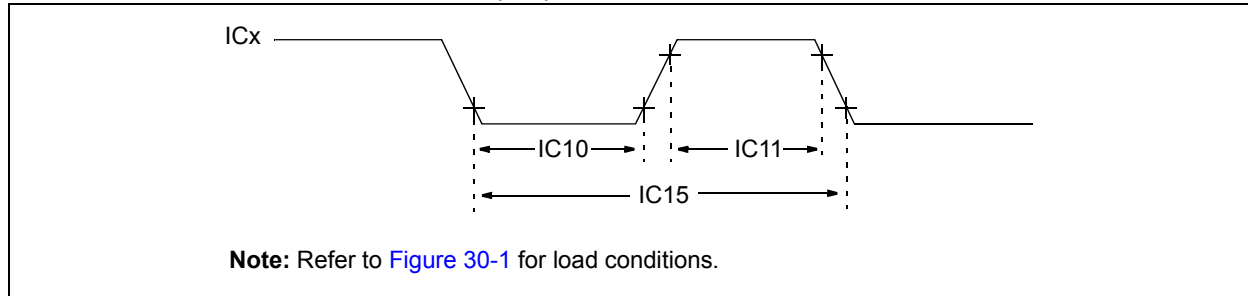 ICx
IC10
IC11
IC15
Note: Refer to Figure 30-1 for load conditions.